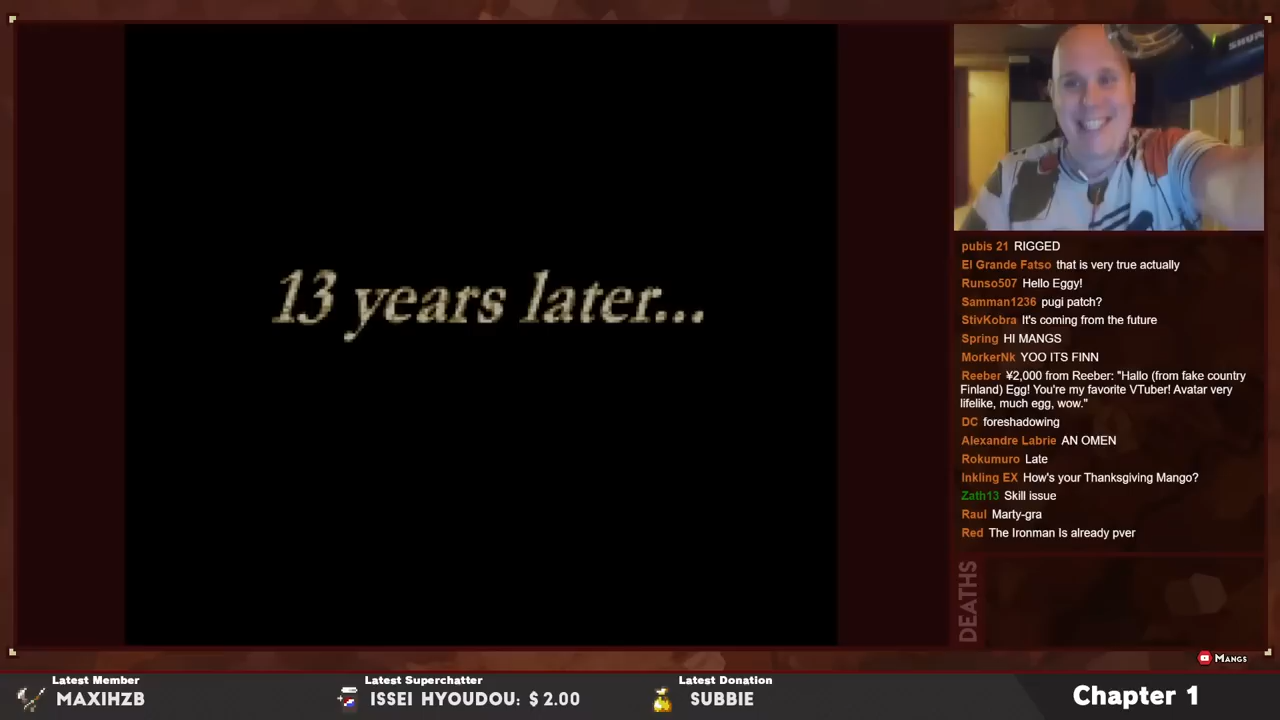 13 years later...
SHURE
pubis 21 RIGGED
El Grande Fatso that is very true actually
Runso507 Hello Eggy!
Samman1236 pugi patch?
StivKobra It's coming from the future
Spring HI MANGS
MorkerNk YOO ITS FINN
Reeber ¥2,000 from Reeber: "Hallo (from fake country
Finland) Egg! You're my favorite VTuber! Avatar very
lifelike, much egg, wow."
DC foreshadowing
Alexandre Labrie AN OMEN
Rokumuro Late
Inkling EX How's your Thanksgiving Mango?
Zath13 Skill issue
Raul Marty-gra
Red The Ironman Is already pver
DEATHS
MANGS
Latest Member
MAXIHZB
Latest Superchatter
ISSEI HYOUDOU: $ 2.00
Latest Donation
SUBBIE
Chapter 1